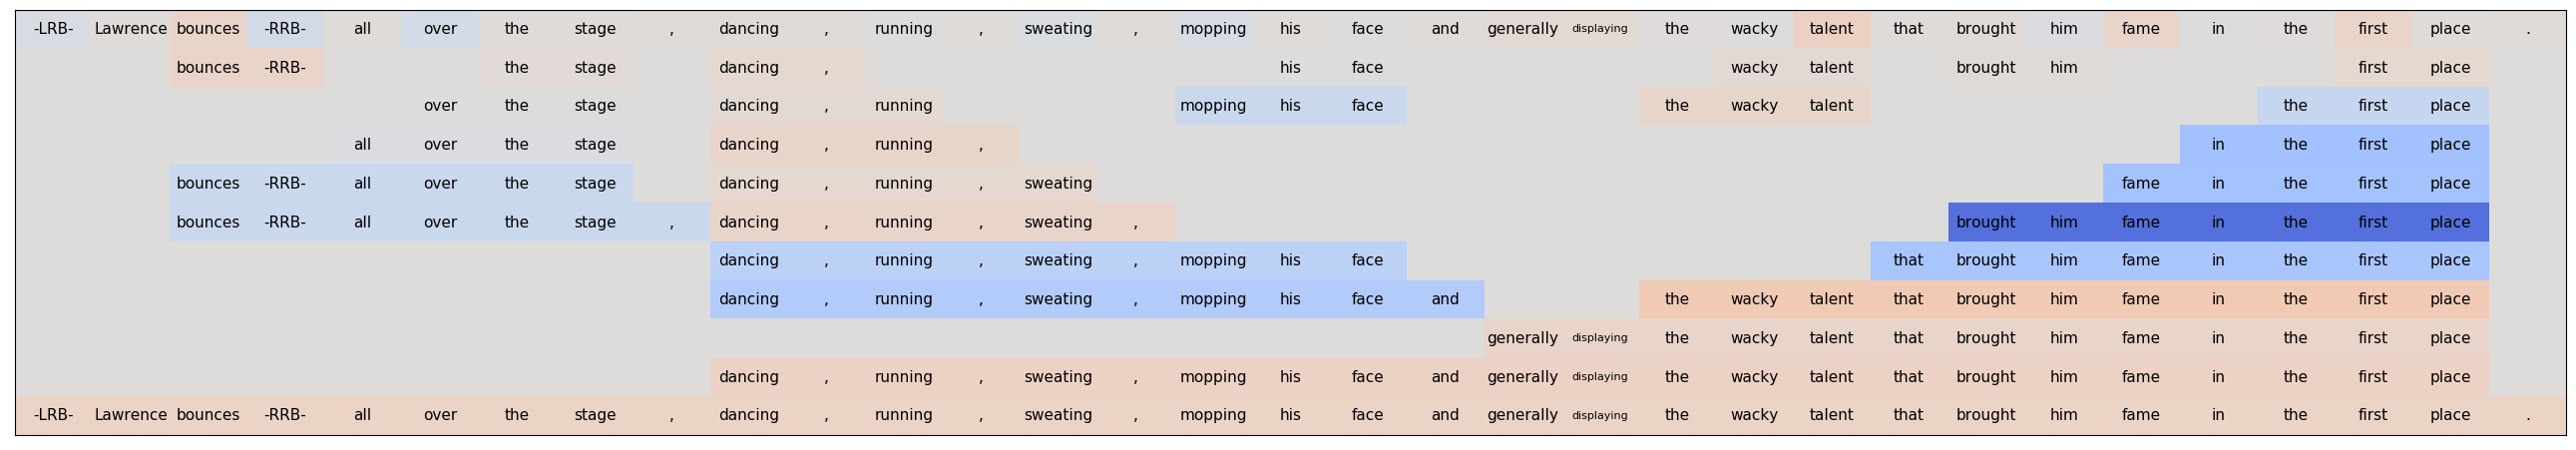 -LRB- Lawrence bounces -RRB- all over the stage , dancing , running , sweating , mopping his face and generally displaying the wacky talent that brought him fame in the first place .
bounces -RRB- the stage dancing , his face wacky talent brought him first place
over the stage dancing , running mopping his face the wacky talent the first place
all over the stage dancing , running , in the first place
bounces -RRB- all over the stage dancing , running , sweating fame in the first place
bounces -RRB- all over the stage , dancing , running , sweating , brought him fame in the first place
dancing , running , sweating , mopping his face that brought him fame in the first place
dancing , running , sweating , mopping his face and the wacky talent that brought him fame in the first place
generally displaying the wacky talent that brought him fame in the first place
dancing , running , sweating , mopping his face and generally displaying the wacky talent that brought him fame in the first place
-LRB- Lawrence bounces -RRB- all over the stage , dancing , running , sweating , mopping his face and generally displaying the wacky talent that brought him fame in the first place .